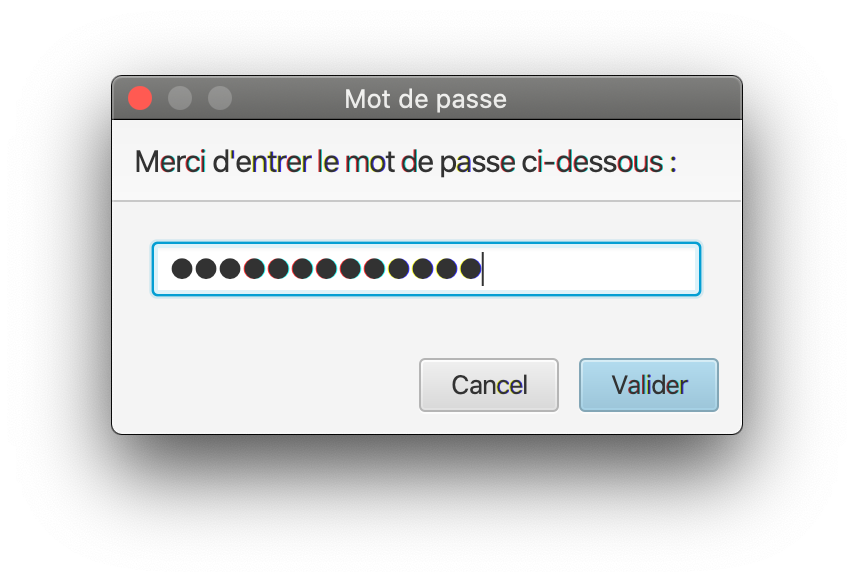 Mot de passe
Merci d'entrer le mot de passe ci-dessous :
●●●●●●●●●●●●●
Cancel
Valider